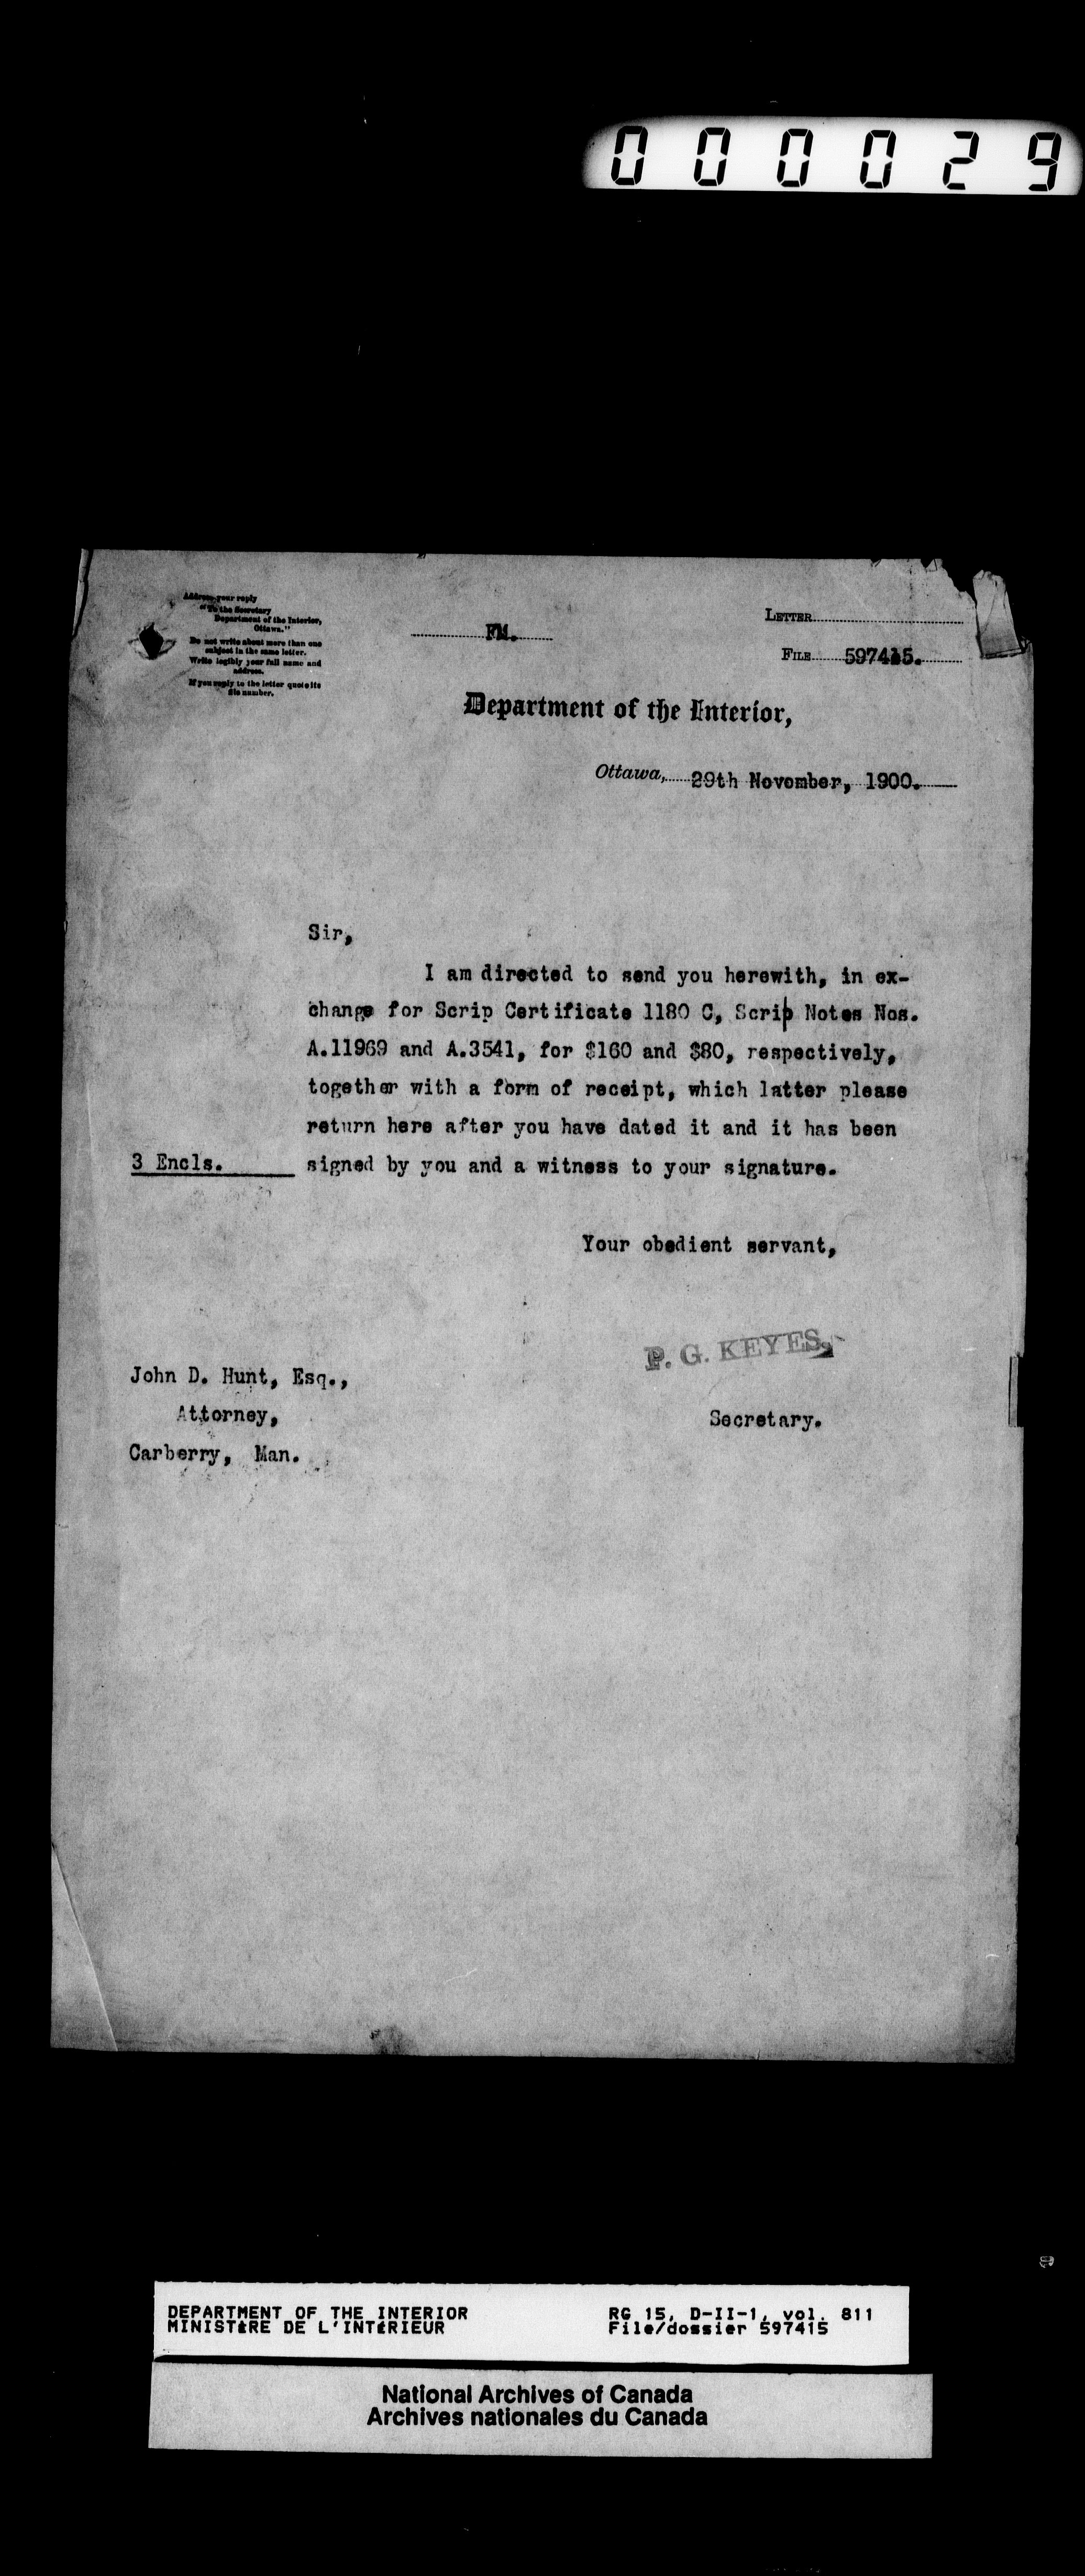 000029
Address your reply
"To the Secretary
Department of the Interior,
Ottawa."
Do not write about more than one
subject in the same letter.
Write legibly your full name and
address.
If you reply to the letter quote its
file number.
FM.
LETTER
FILE 597415.
Department of the Interior,
Ottawa, 29th November, 1900.
Sir,
I am directed to send you herewith, in ex-
change for Scrip Certificate 1180 C, Scrip Notes Nos.
A.11969 and A.3541, for $160 and $80, respectively,
together with a form of receipt, which latter please
return here after you have dated it and it has been
3 Encls. signed by you and a witness to your signature.
Your obedient servant,
P. G. KEYES,
Secretary.
John D. Hunt, Esq.,
Attorney,
Carberry, Man.
DEPARTMENT OF THE INTERIOR RG 15, D-II-1, vol. 811
MINISTÈRE DE L'INTÉRIEUR File/dossier 597415
National Archives of Canada
Archives nationales du Canada